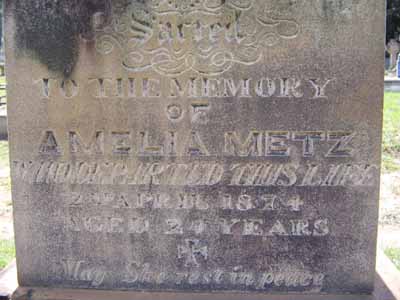 Sacred
TO THE MEMORY
OF
AMELIA METZ
WHO DEPARTED THIS LIFE
APRIL 1874
AGED 24 YEARS
May She rest in peace